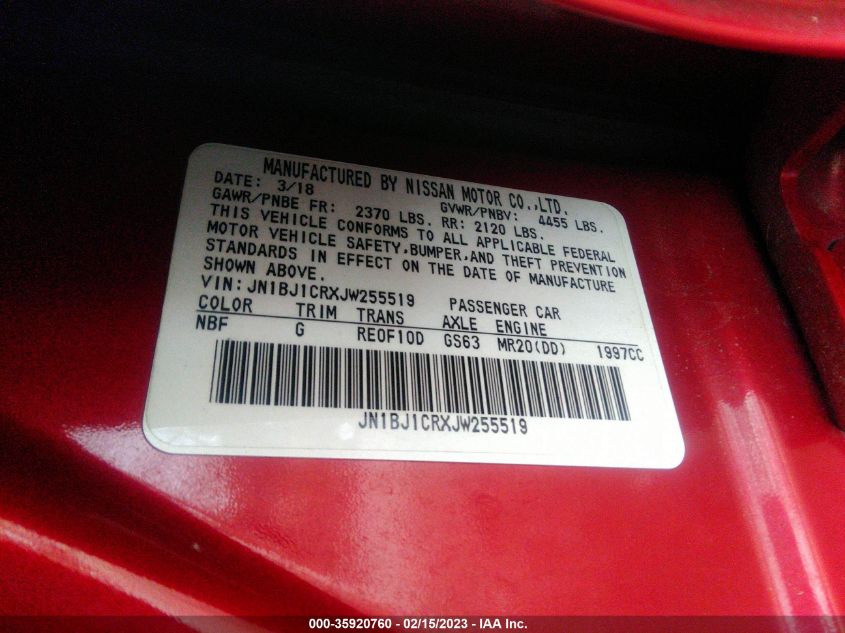 MANUFACTURED BY NISSAN MOTOR CO.,LTD.
DATE: 3/18 GVWR/PNBV: 4455 LBS.
GAWR/PNBE FR: 2370 LBS. RR: 2120 LBS.
THIS VEHICLE CONFORMS TO ALL APPLICABLE FEDERAL
MOTOR VEHICLE SAFETY,BUMPER,AND THEFT PREVENTION
STANDARDS IN EFFECT ON THE DATE OF MANUFACTURE
SHOWN ABOVE.
VIN: JN1BJ1CRXJW255519 PASSENGER CAR
COLOR TRIM TRANS AXLE ENGINE
NBF G RE0F10D GS63 MR20(DD) 1997CC
JN1BJ1CRXJW255519
000-35920760 - 02/15/2023 - IAA Inc.